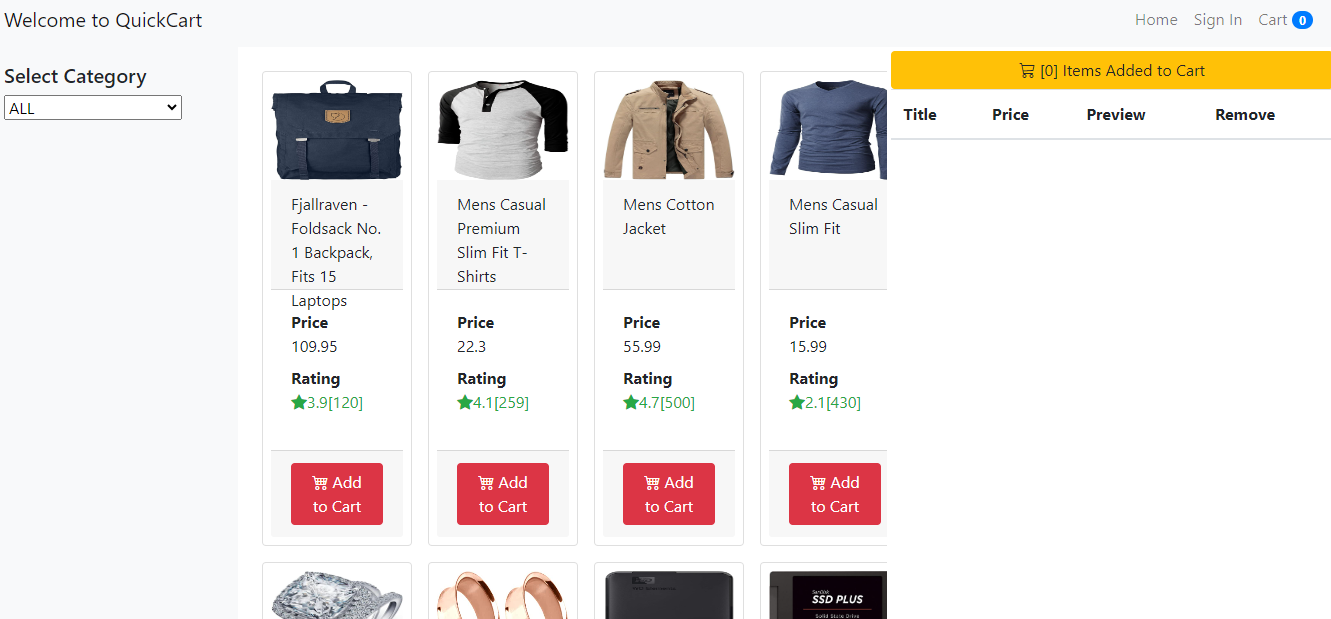 Welcome to QuickCart
Home Sign In Cart 0
Select Category
ALL
[0] Items Added to Cart
Title Price Preview Remove
Fjallraven -
Foldsack No.
1 Backpack,
Fits 15
Laptops
Price
109.95
Rating
3.9[120]
Add
to Cart
Mens Casual
Premium
Slim Fit T-
Shirts
Price
22.3
Rating
4.1[259]
Add
to Cart
Mens Cotton
Jacket
Price
55.99
Rating
4.7[500]
Add
to Cart
Mens Casual
Slim Fit
Price
15.99
Rating
2.1[430]
Add
to Cart
SanDisk
SSD PLUS
Solid State Drive